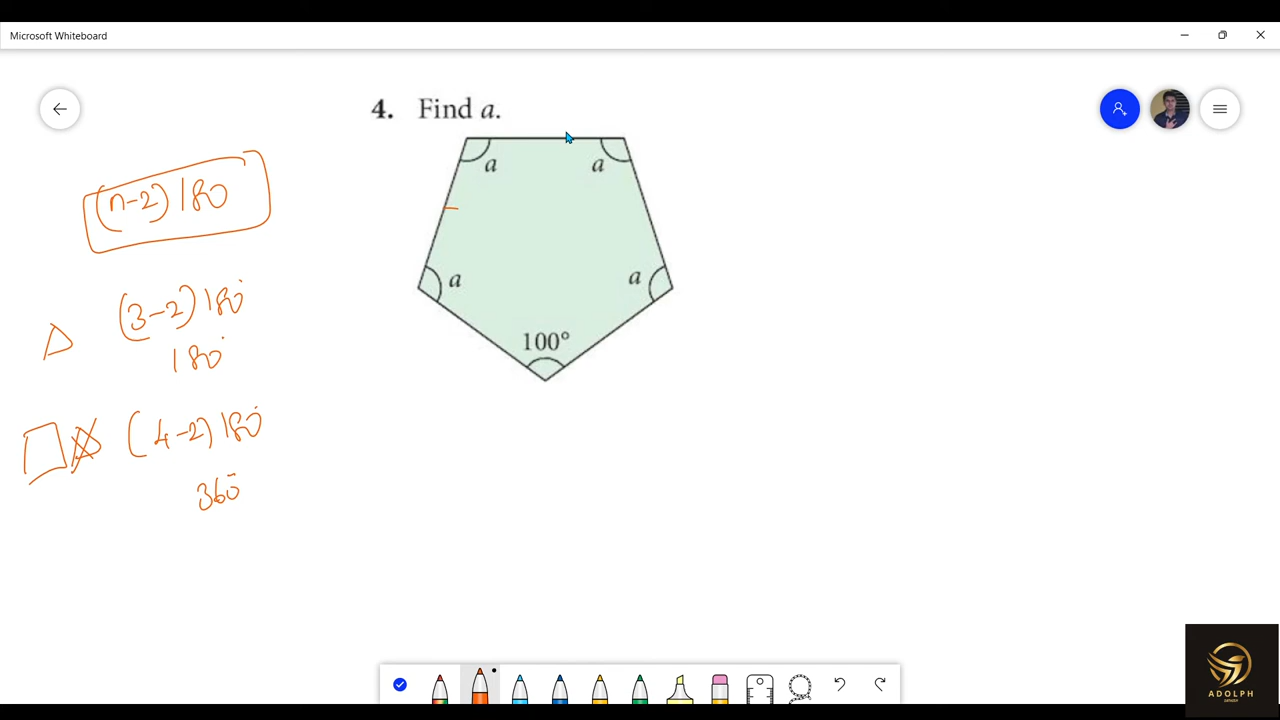 Microsoft Whiteboard
4. Find a.
a a
(n-2) 180
(3-2) 180°
a a
180°
100°
(4-2) 180°
360°
ADOLPH